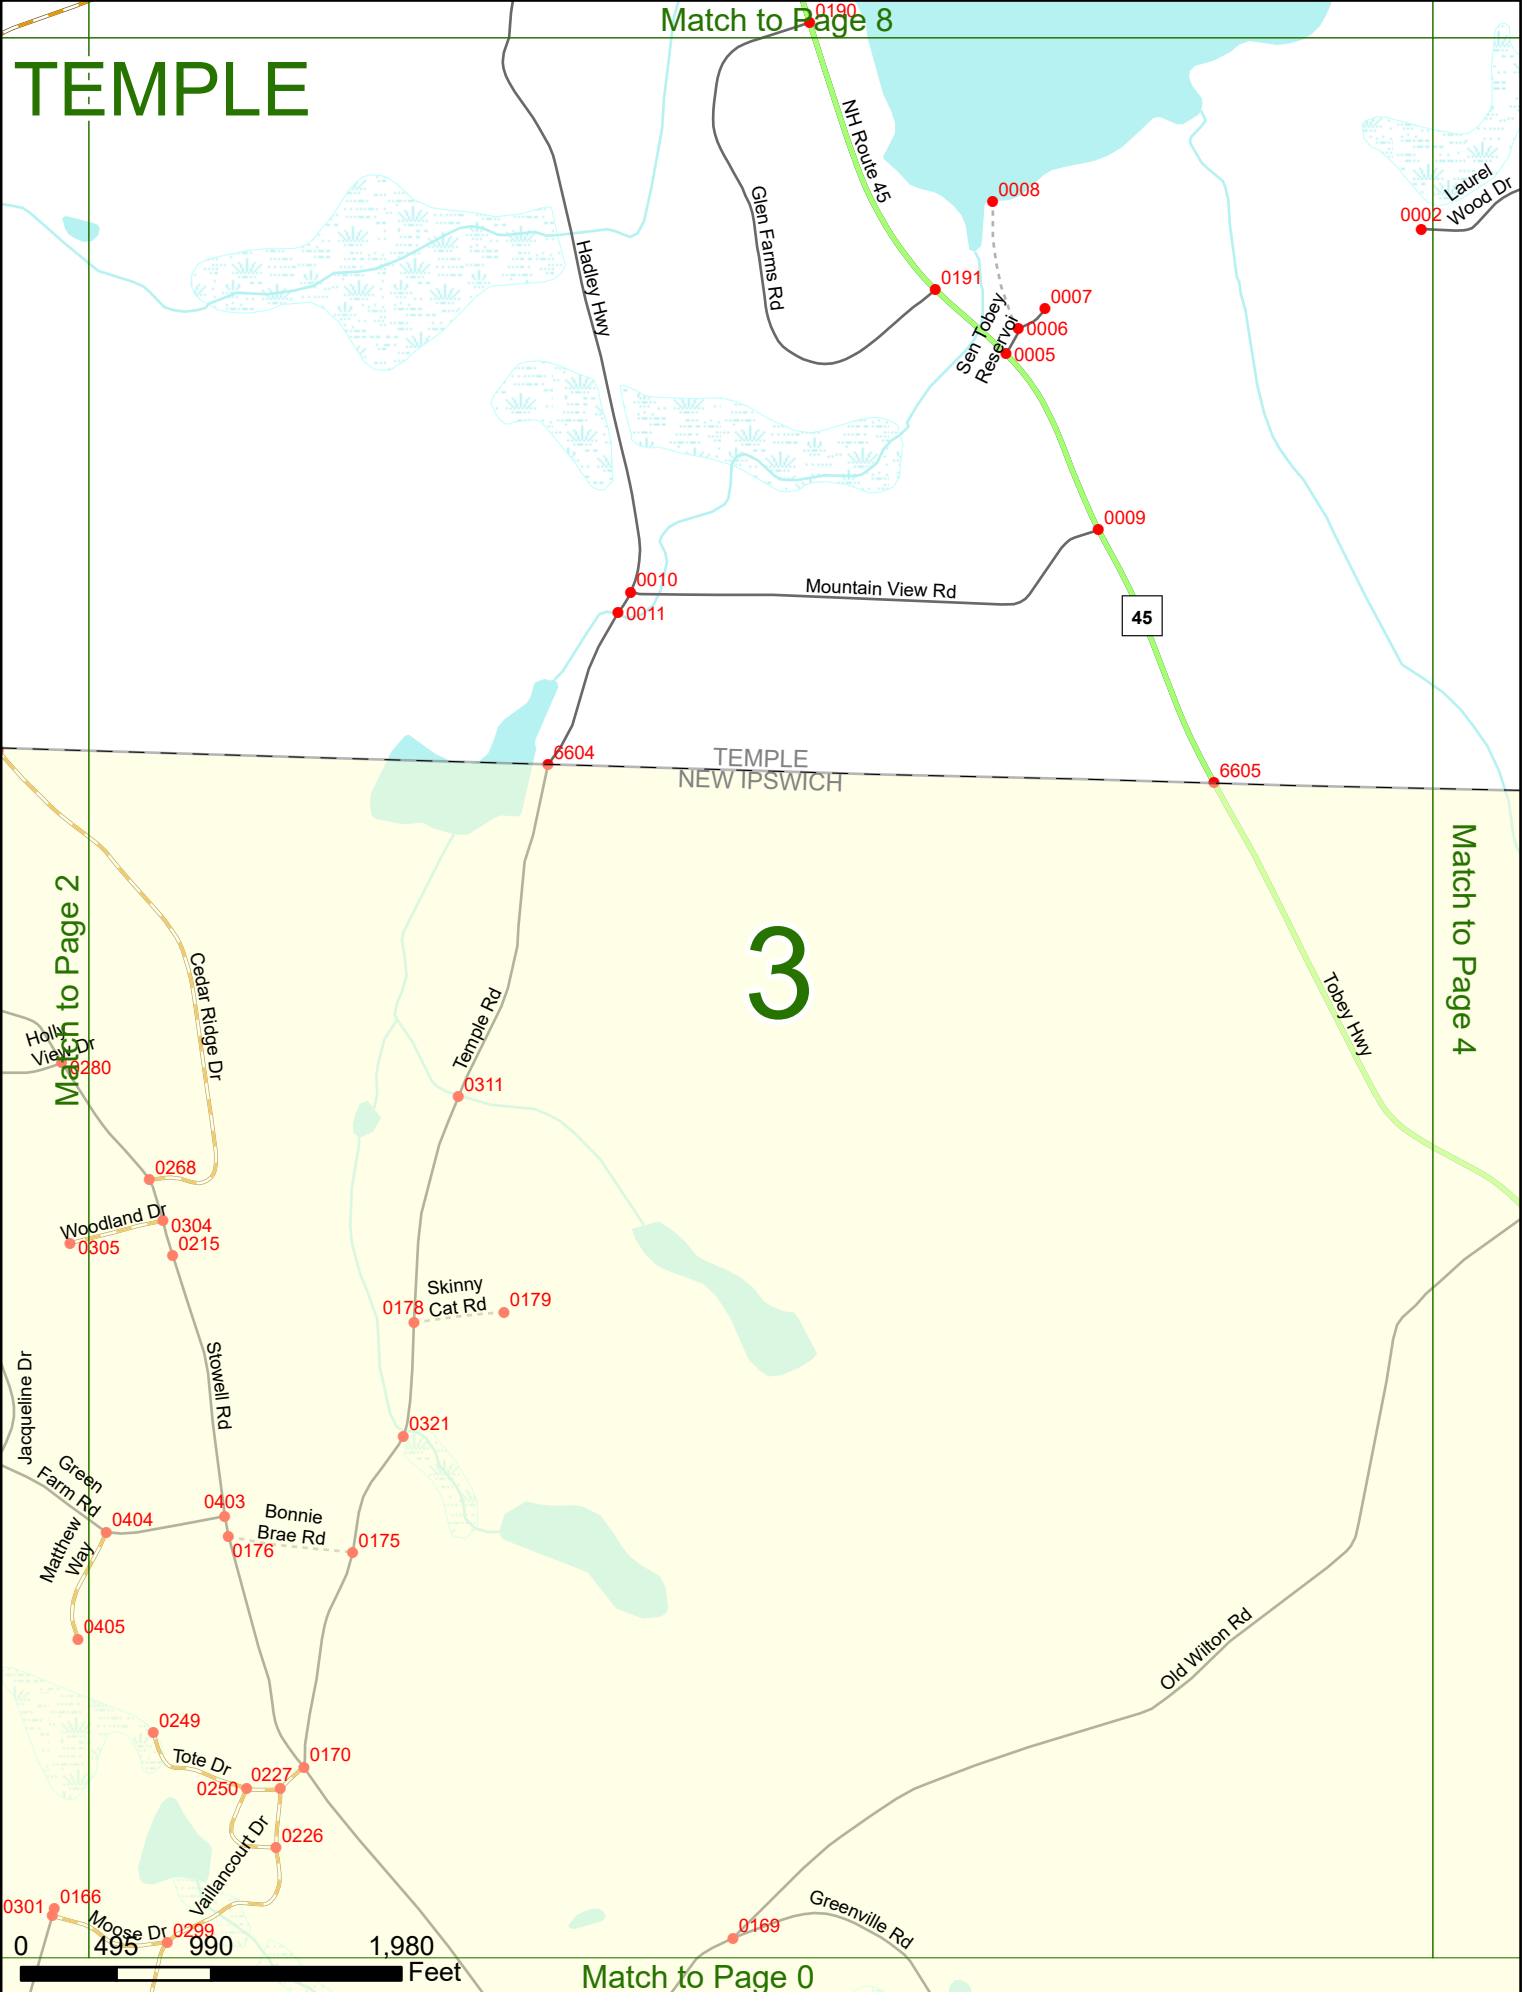 0190
Match to Page 8
TEMPLE
NH Route 45
Glen Farms Rd
Hadley Hwy
0008
Laurel
Wood Dr
0002
0191
0007
0006
0005
Sen Tobey
Reservoir
0009
0010
Mountain View Rd
0011
45
6604
TEMPLE
NEW IPSWICH
6605
Match to Page 2
Match to Page 4
3
Cedar Ridge Dr
Temple Rd
Tobey Hwy
Holly
View Dr
0280
0311
0268
Woodland Dr
0304
0305
0215
Skinny
Cat Rd
0178
0179
Stowell Rd
Jacqueline Dr
0321
Green
Farm Rd
0403
Bonnie
Brae Rd
0404
0176
0175
Matthew
Way
0405
Old Wilton Rd
0249
Tote Dr
0170
0250
0227
0226
Vaillancourt Dr
0166
0301
Moose Dr
0299
0169
Greenville Rd
0 495 990 1,980
Feet
Match to Page 0